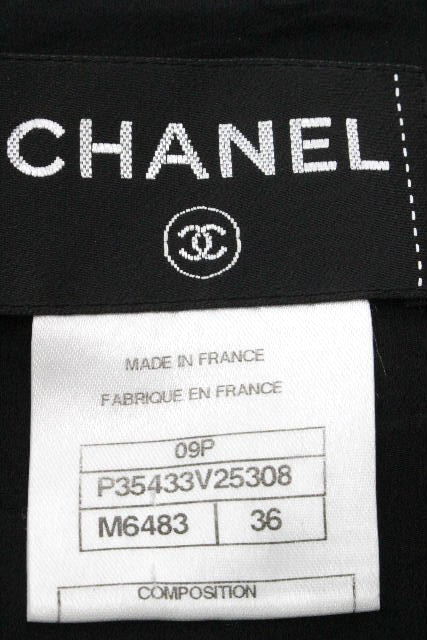 CHANEL
MADE IN FRANCE
FABRIQUE EN FRANCE
09P
P35433V25308
M6483 36
COMPOSITION